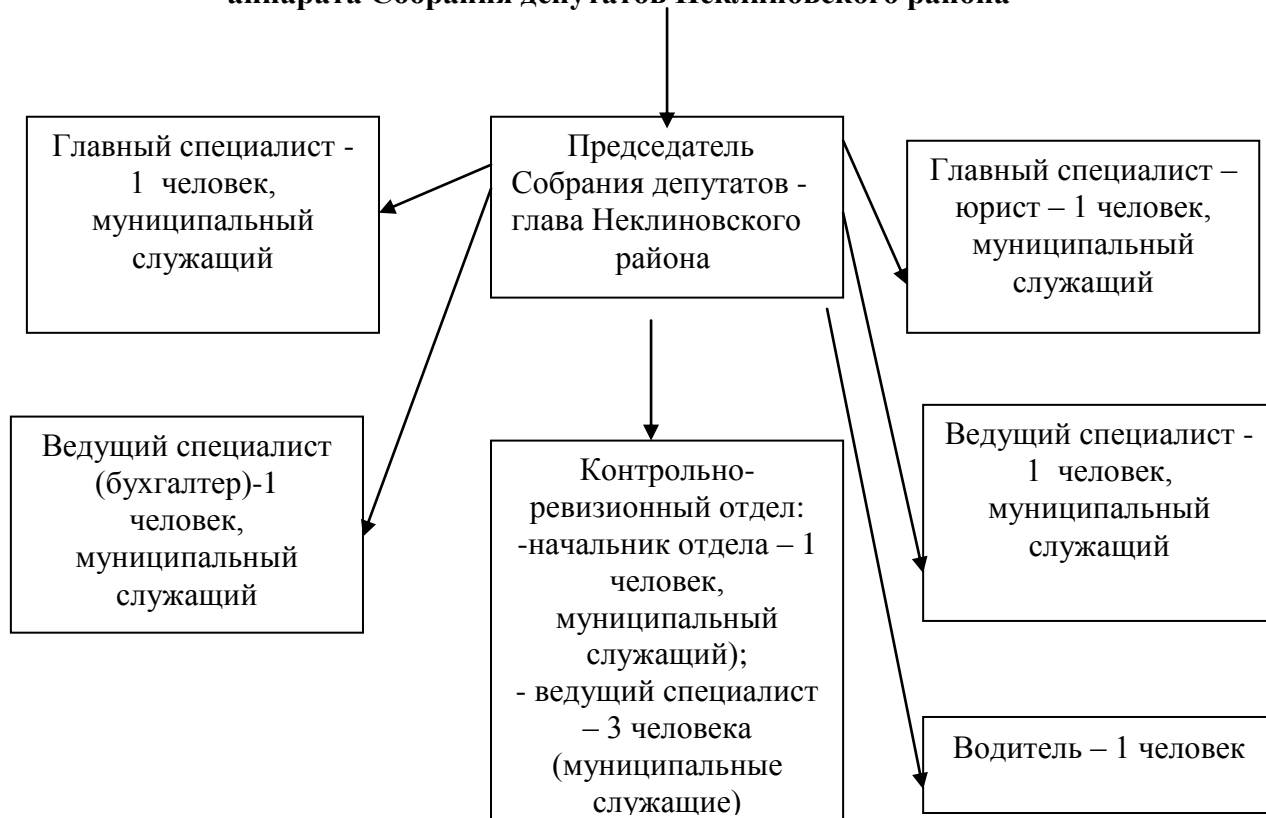 аппарата Собрания депутатов Неклиновского района
Главный специалист -
1 человек,
муниципальный
служащий
Председатель
Собрания депутатов -
глава Неклиновского
района
Главный специалист –
юрист – 1 человек,
муниципальный
служащий
Ведущий специалист
(бухгалтер)-1
человек,
муниципальный
служащий
Контрольно-
ревизионный отдел:
-начальник отдела – 1
человек,
муниципальный
служащий);
- ведущий специалист
– 3 человека
(муниципальные
служащие)
Ведущий специалист -
1 человек,
муниципальный
служащий
Водитель – 1 человек